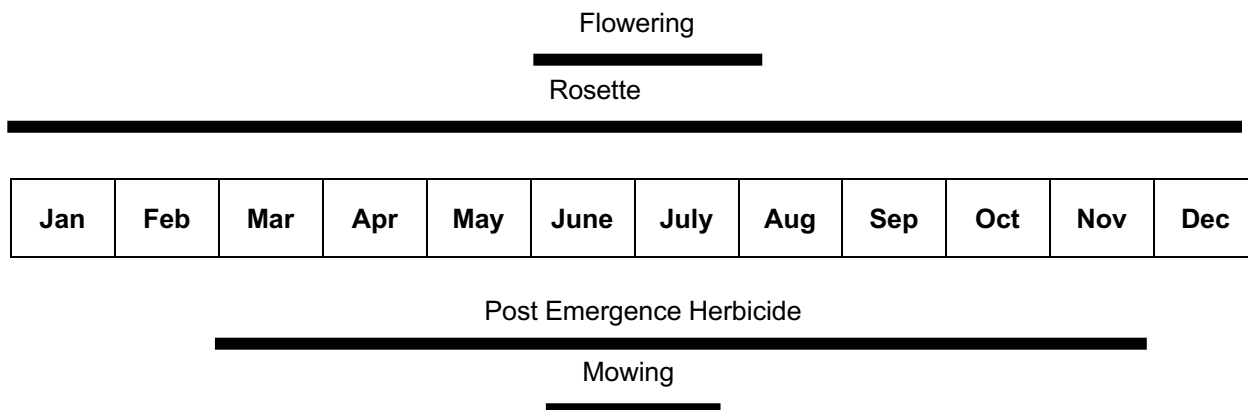 Flowering
Rosette
Jan Feb Mar Apr May June July Aug Sep Oct Nov Dec
Post Emergence Herbicide
Mowing